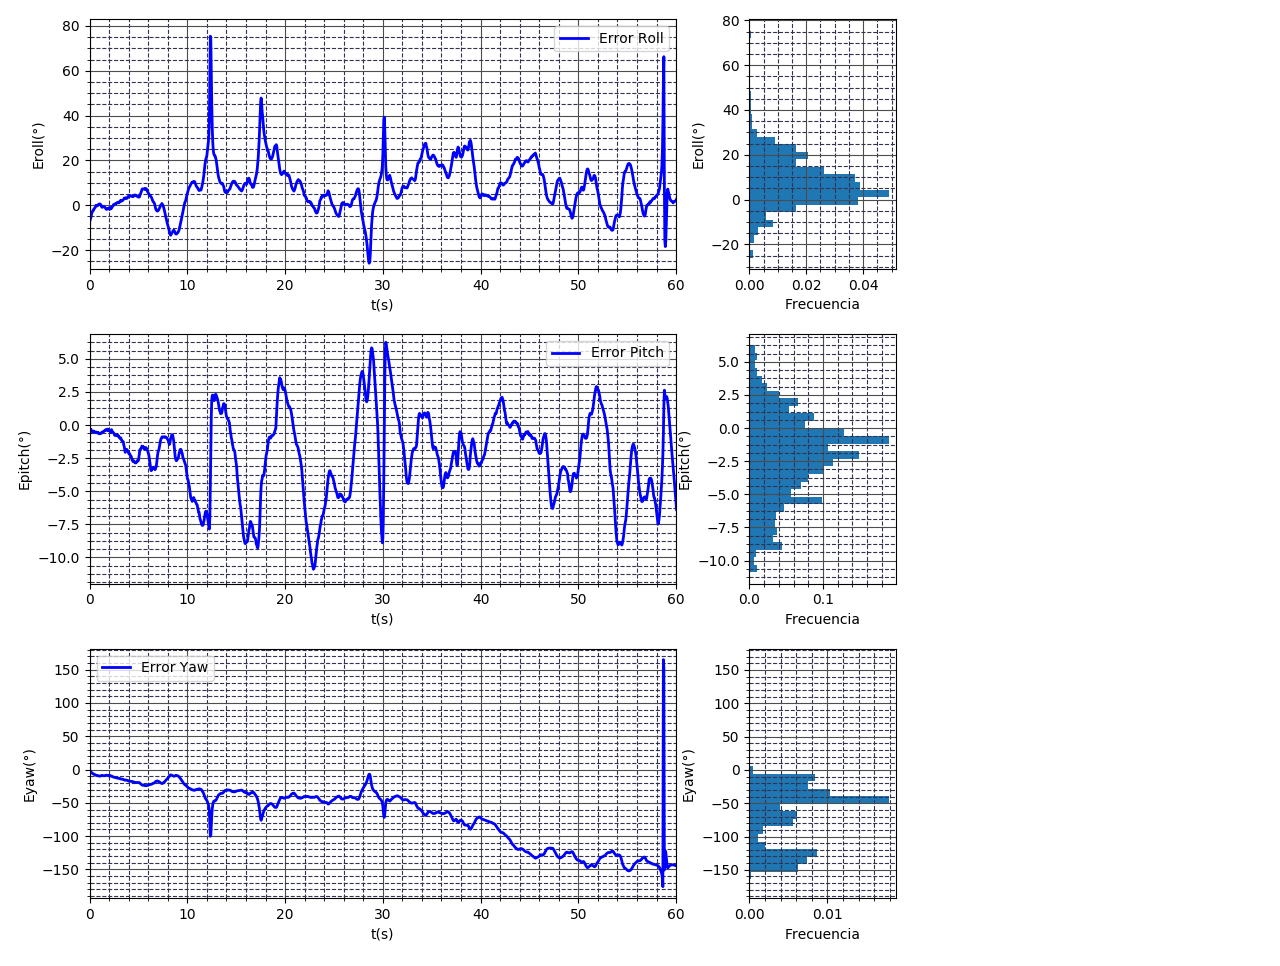 Error Roll
Eroll(°)
80
60
40
20
0
−20
0 10 20 30 40 50 60
t(s)
Eroll(°)
80
60
40
20
0
−20
0.00 0.02 0.04
Frecuencia
Error Pitch
Epitch(°)
5.0
2.5
0.0
−2.5
−5.0
−7.5
−10.0
0 10 20 30 40 50 60
t(s)
Epitch(°)
5.0
2.5
0.0
−2.5
−5.0
−7.5
−10.0
0.0 0.1
Frecuencia
Error Yaw
Eyaw(°)
150
100
50
0
−50
−100
−150
0 10 20 30 40 50 60
t(s)
Eyaw(°)
150
100
50
0
−50
−100
−150
0.00 0.01
Frecuencia